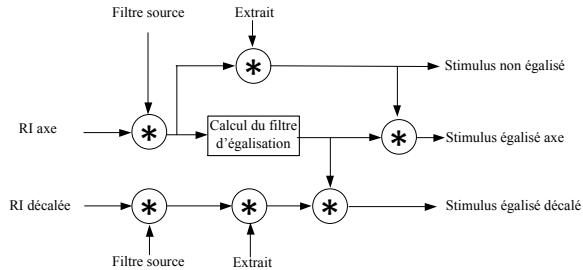 Filtre source
Extrait
*
Stimulus non égalisé
RI axe
*
Calcul du filtre
d'égalisation
*
Stimulus égalisé axe
RI décalée
*
*
*
Stimulus égalisé décalé
Filtre source
Extrait